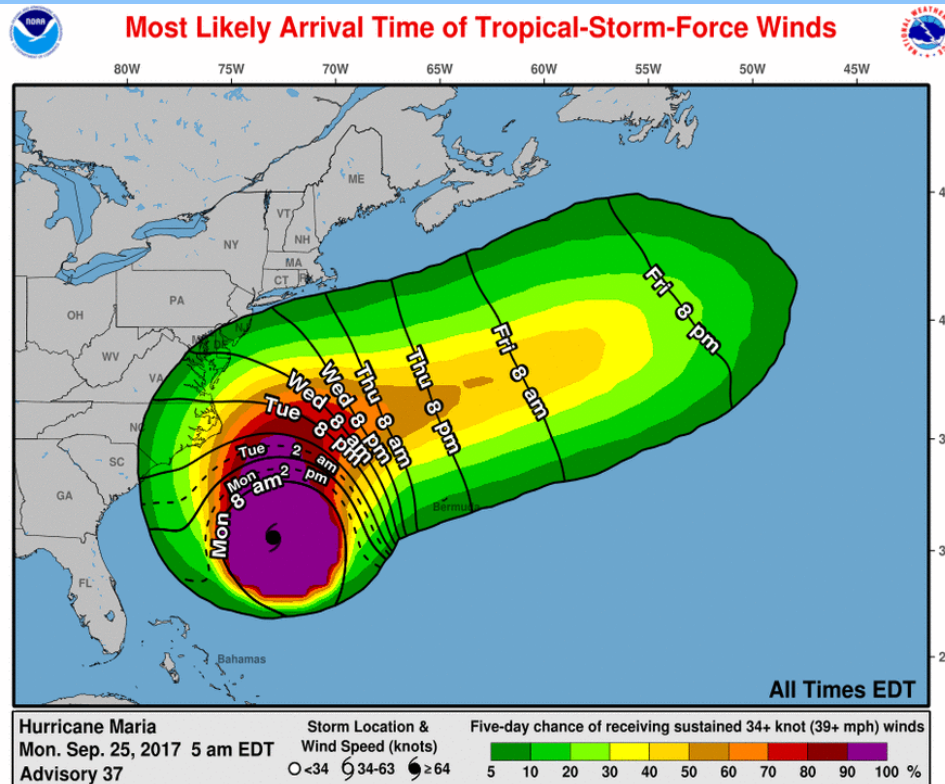 NOAA
Most Likely Arrival Time of Tropical-Storm-Force Winds
NATIONAL WEATHER
80W 75W 70W 65W 60W 55W 50W 45W
ME
VT
NH
NY
MA
CT
PA
NJ
OH
WV
VA
NC
SC
GA
FL
Bahamas
Fri 8 pm
Fri 8 am
Thu 8 pm
Thu 8 am
Wed 8 pm
Wed 8 am
Tue 8 pm
Tue 2 am
Mon 2 pm
Mon 8 am
All Times EDT
Hurricane Maria
Mon. Sep. 25, 2017 5 am EDT
Advisory 37
Storm Location &
Wind Speed (knots)
<34 34-63 ≥64
Five-day chance of receiving sustained 34+ knot (39+ mph) winds
5 10 20 30 40 50 60 70 80 90 100 %